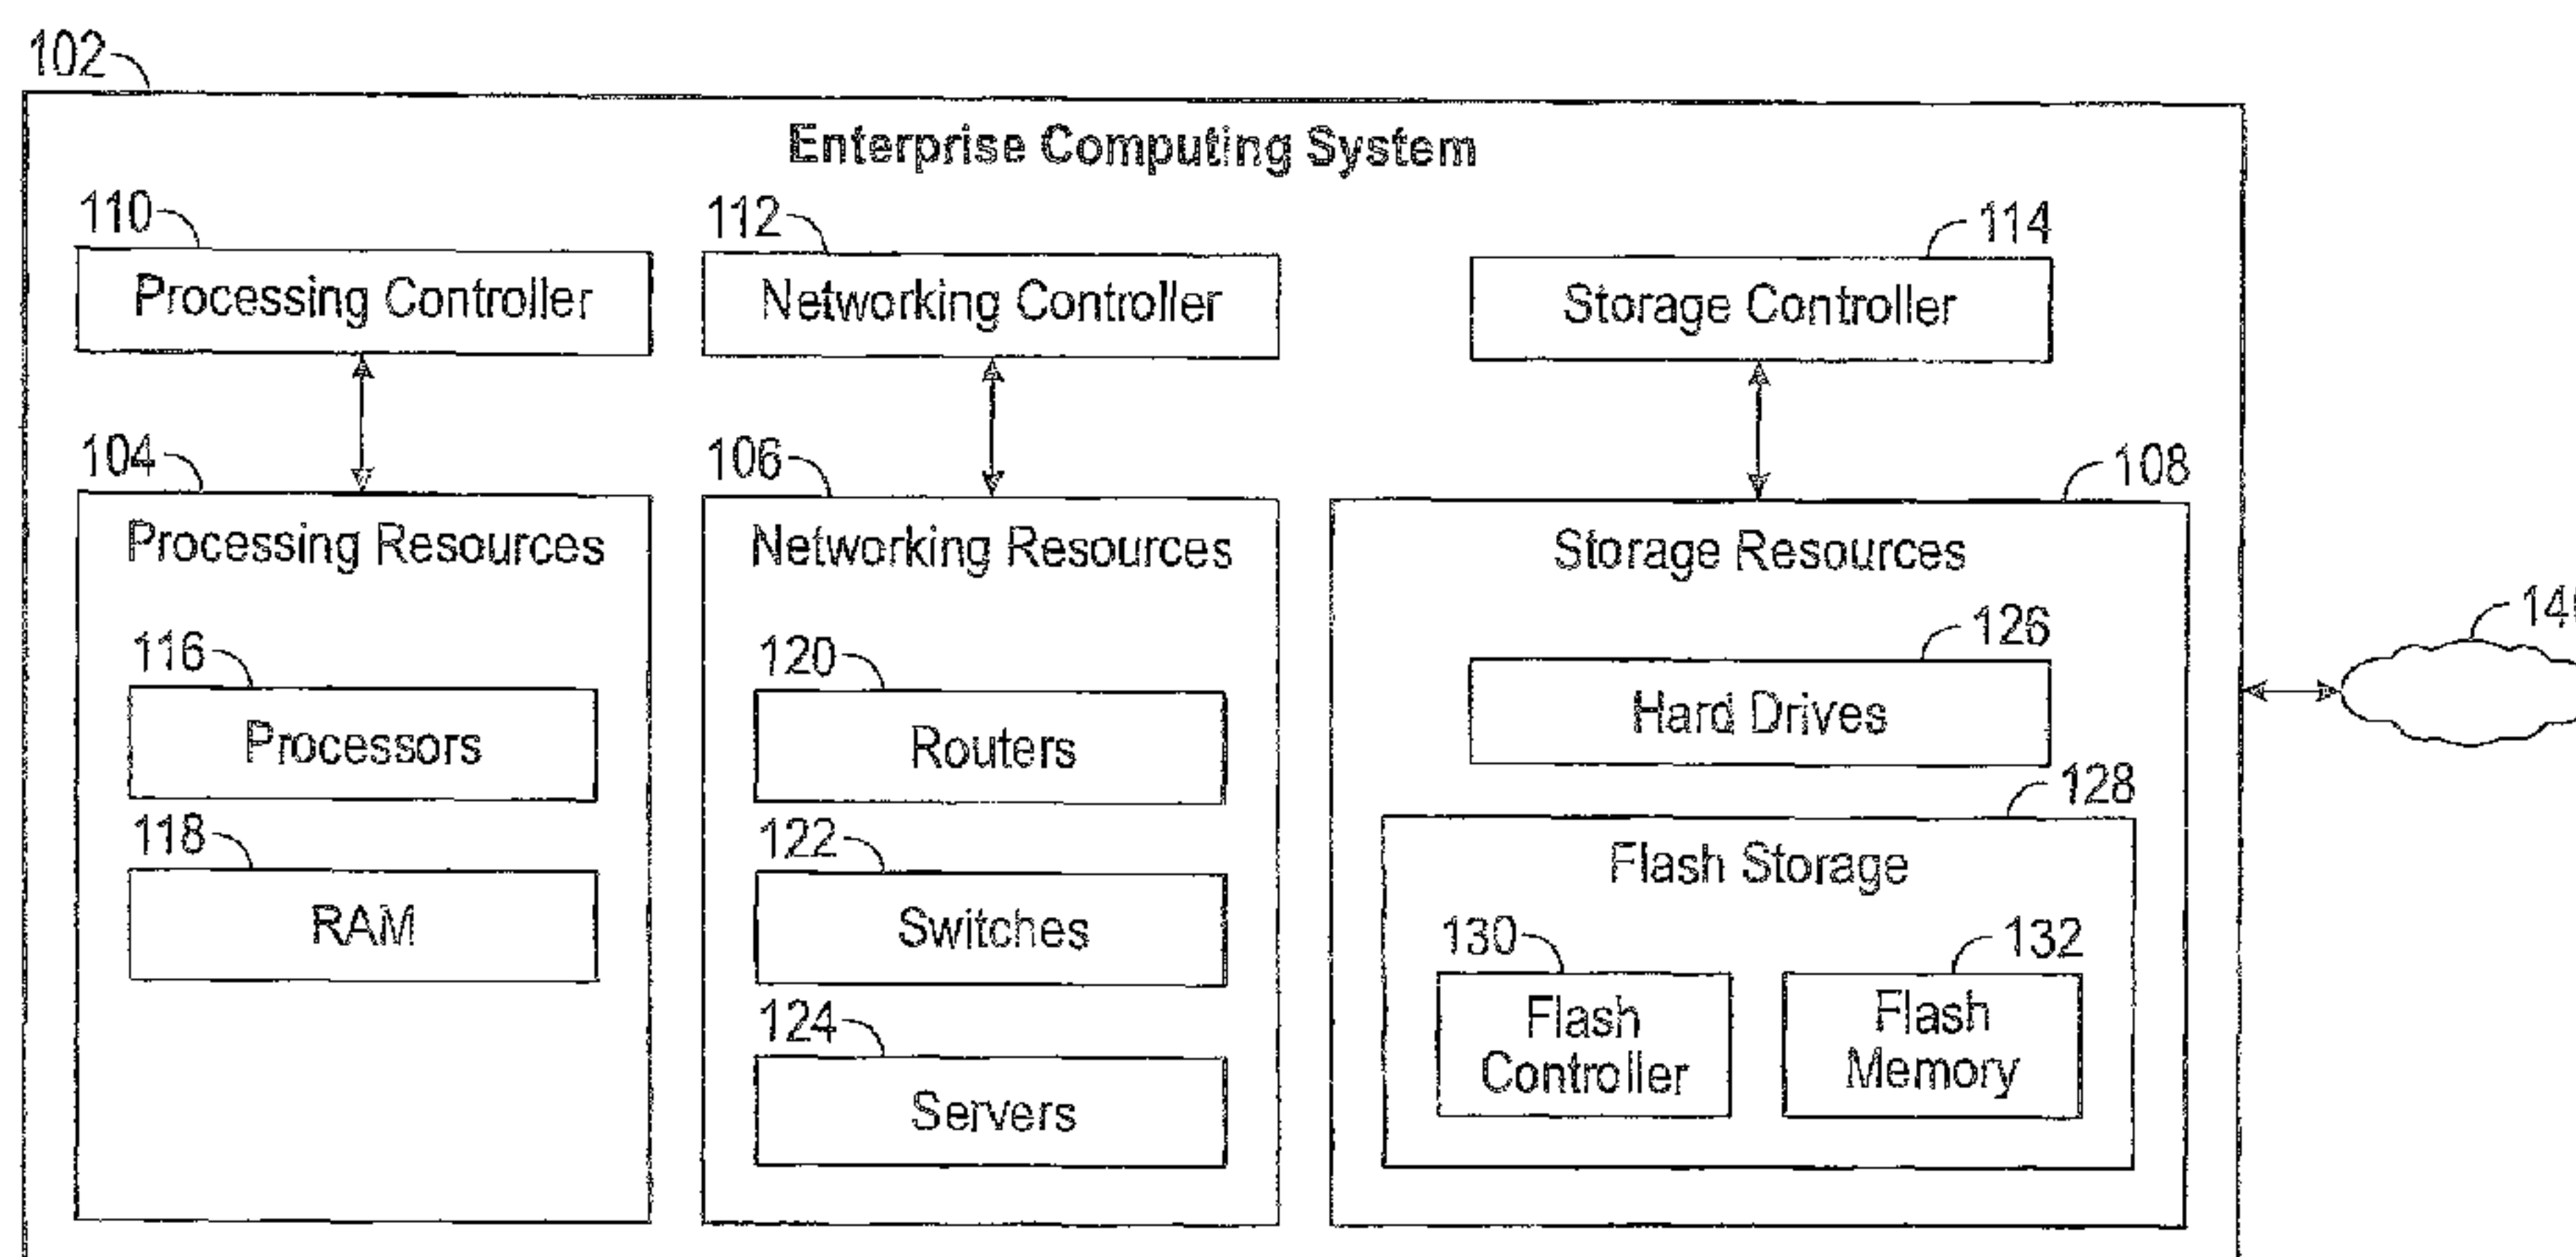 102
Enterprise Computing System
110
112
114
Processing Controller
Networking Controller
Storage Controller
104
106
108
Processing Resources
Networking Resources
Storage Resources
116
120
126
Processors
Routers
Hard Drives
118
122
128
RAM
Switches
Flash Storage
124
130
132
Servers
Flash
Controller
Flash
Memory